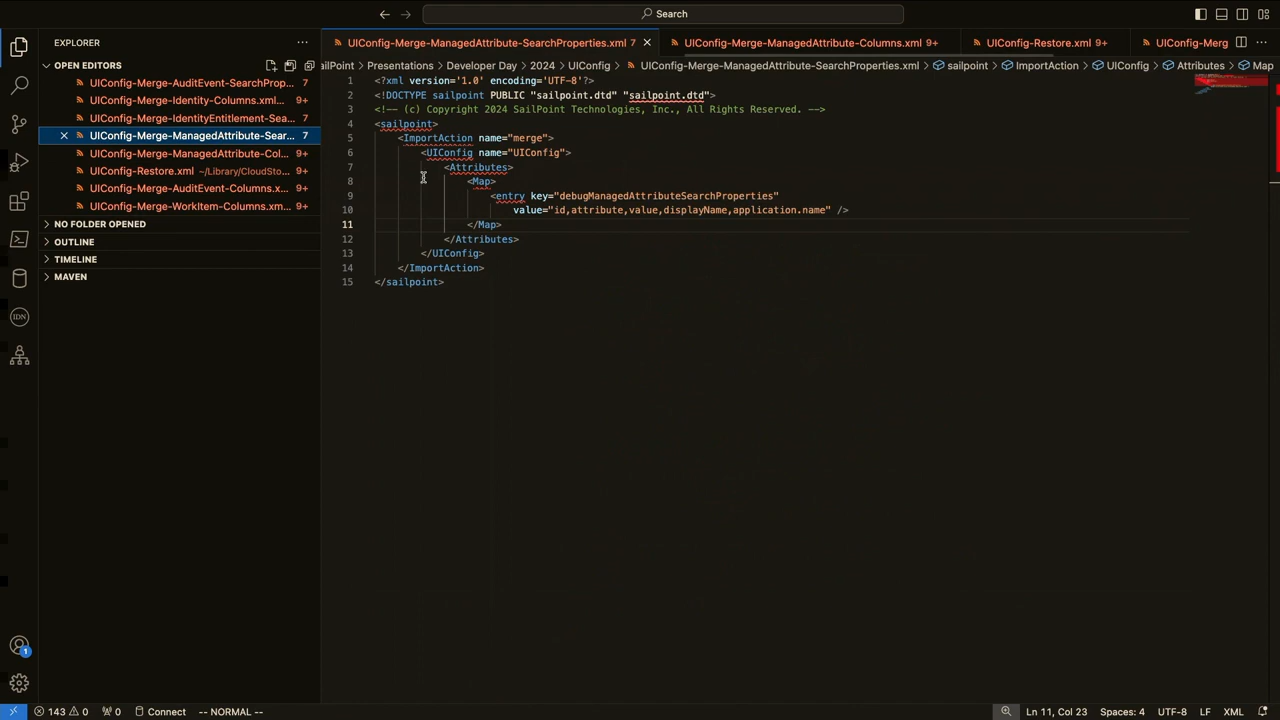 Search
EXPLORER
OPEN EDITORS
UIConfig-Merge-AuditEvent-SearchProp... 7
UIConfig-Merge-Identity-Columns.xml... 9+
UIConfig-Merge-IdentityEntitlement-Sea... 7
UIConfig-Merge-ManagedAttribute-Sear... 7
UIConfig-Merge-ManagedAttribute-Col... 9+
UIConfig-Restore.xml ~/Library/CloudSto... 9+
UIConfig-Merge-AuditEvent-Columns.x... 9+
UIConfig-Merge-WorkItem-Columns.xm... 9+
NO FOLDER OPENED
OUTLINE
TIMELINE
MAVEN
IDN
1
UIConfig-Merge-ManagedAttribute-SearchProperties.xml 7
UIConfig-Merge-ManagedAttribute-Columns.xml 9+
UIConfig-Restore.xml 9+
UIConfig-Merg
ailPoint > Presentations > Developer Day > 2024 > UIConfig > UIConfig-Merge-ManagedAttribute-SearchProperties.xml > sailpoint > ImportAction > UIConfig > Attributes > Map
1 <?xml version='1.0' encoding='UTF-8'?>
2 <!DOCTYPE sailpoint PUBLIC "sailpoint.dtd" "sailpoint.dtd">
3 <!-- (c) Copyright 2024 SailPoint Technologies, Inc., All Rights Reserved. -->
4 <sailpoint>
5 <ImportAction name="merge">
6 <UIConfig name="UIConfig">
7 <Attributes>
8 <Map>
9 <entry key="debugManagedAttributeSearchProperties"
10 value="id,attribute,value,displayName,application.name" />
11 </Map>
12 </Attributes>
13 </UIConfig>
14 </ImportAction>
15 </sailpoint>
143 0 0 Connect -- NORMAL -- Ln 11, Col 23 Spaces: 4 UTF-8 LF XML